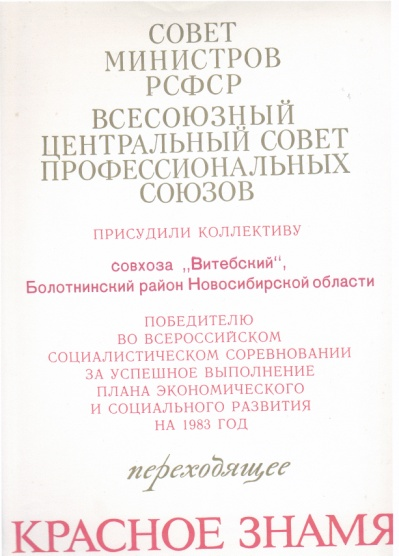 СОВЕТ
МИНИСТРОВ
РСФСР
ВСЕСОЮЗНЫЙ
ЦЕНТРАЛЬНЫЙ СОВЕТ
ПРОФЕССИОНАЛЬНЫХ
СОЮЗОВ
ПРИСУДИЛИ КОЛЛЕКТИВУ
совхоза „Витебский“,
Болотнинский район Новосибирской области
ПОБЕДИТЕЛЮ
ВО ВСЕРОССИЙСКОМ
СОЦИАЛИСТИЧЕСКОМ СОРЕВНОВАНИИ
ЗА УСПЕШНОЕ ВЫПОЛНЕНИЕ
ПЛАНА ЭКОНОМИЧЕСКОГО
И СОЦИАЛЬНОГО РАЗВИТИЯ
НА 1983 ГОД
переходящее
КРАСНОЕ ЗНАМЯ